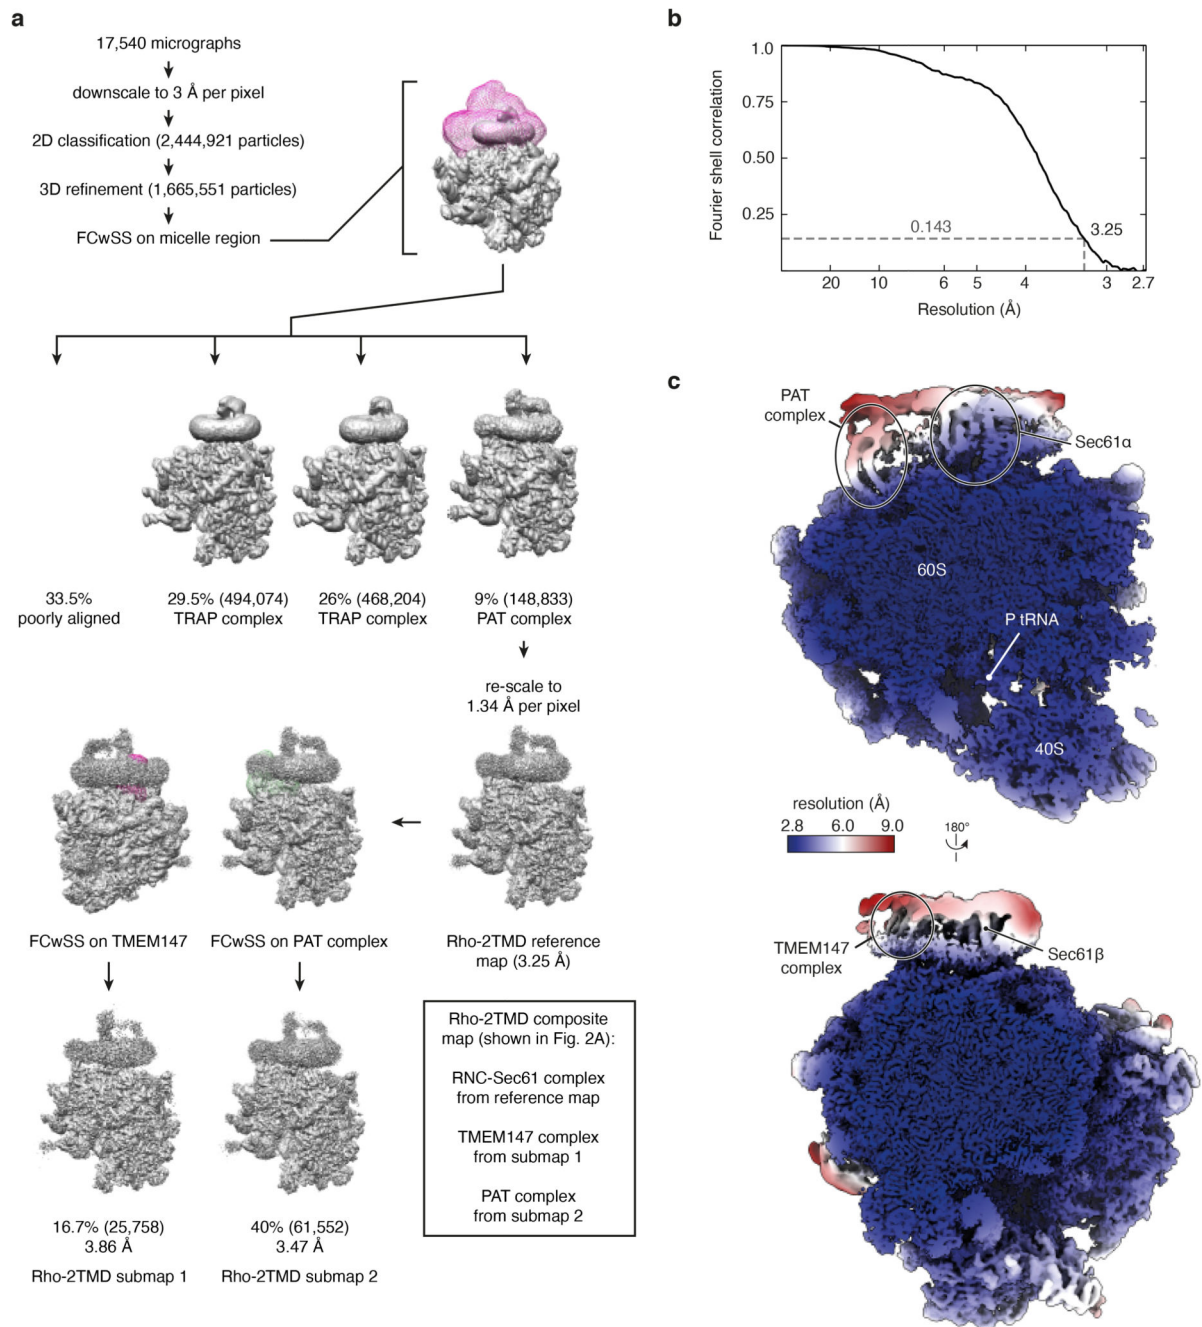 a
17,540 micrographs
downscale to 3 Å per pixel
2D classification (2,444,921 particles)
3D refinement (1,665,551 particles)
FCwSS on micelle region
33.5%
poorly aligned
29.5% (494,074)
TRAP complex
26% (468,204)
TRAP complex
9% (148,833)
PAT complex
re-scale to
1.34 Å per pixel
FCwSS on TMEM147
FCwSS on PAT complex
Rho-2TMD reference
map (3.25 Å)
16.7% (25,758)
3.86 Å
Rho-2TMD submap 1
40% (61,552)
3.47 Å
Rho-2TMD submap 2
Rho-2TMD composite
map (shown in Fig. 2A):
RNC-Sec61 complex
from reference map
TMEM147 complex
from submap 1
PAT complex
from submap 2
b
Fourier shell correlation
1.0
0.75
0.50
0.25
0.143
3.25
20 10 6 5 4 3 2.7
Resolution (Å)
c
PAT
complex
Sec61α
60S
P tRNA
40S
resolution (Å)
2.8 6.0 9.0
180°
TMEM147
complex
Sec61β